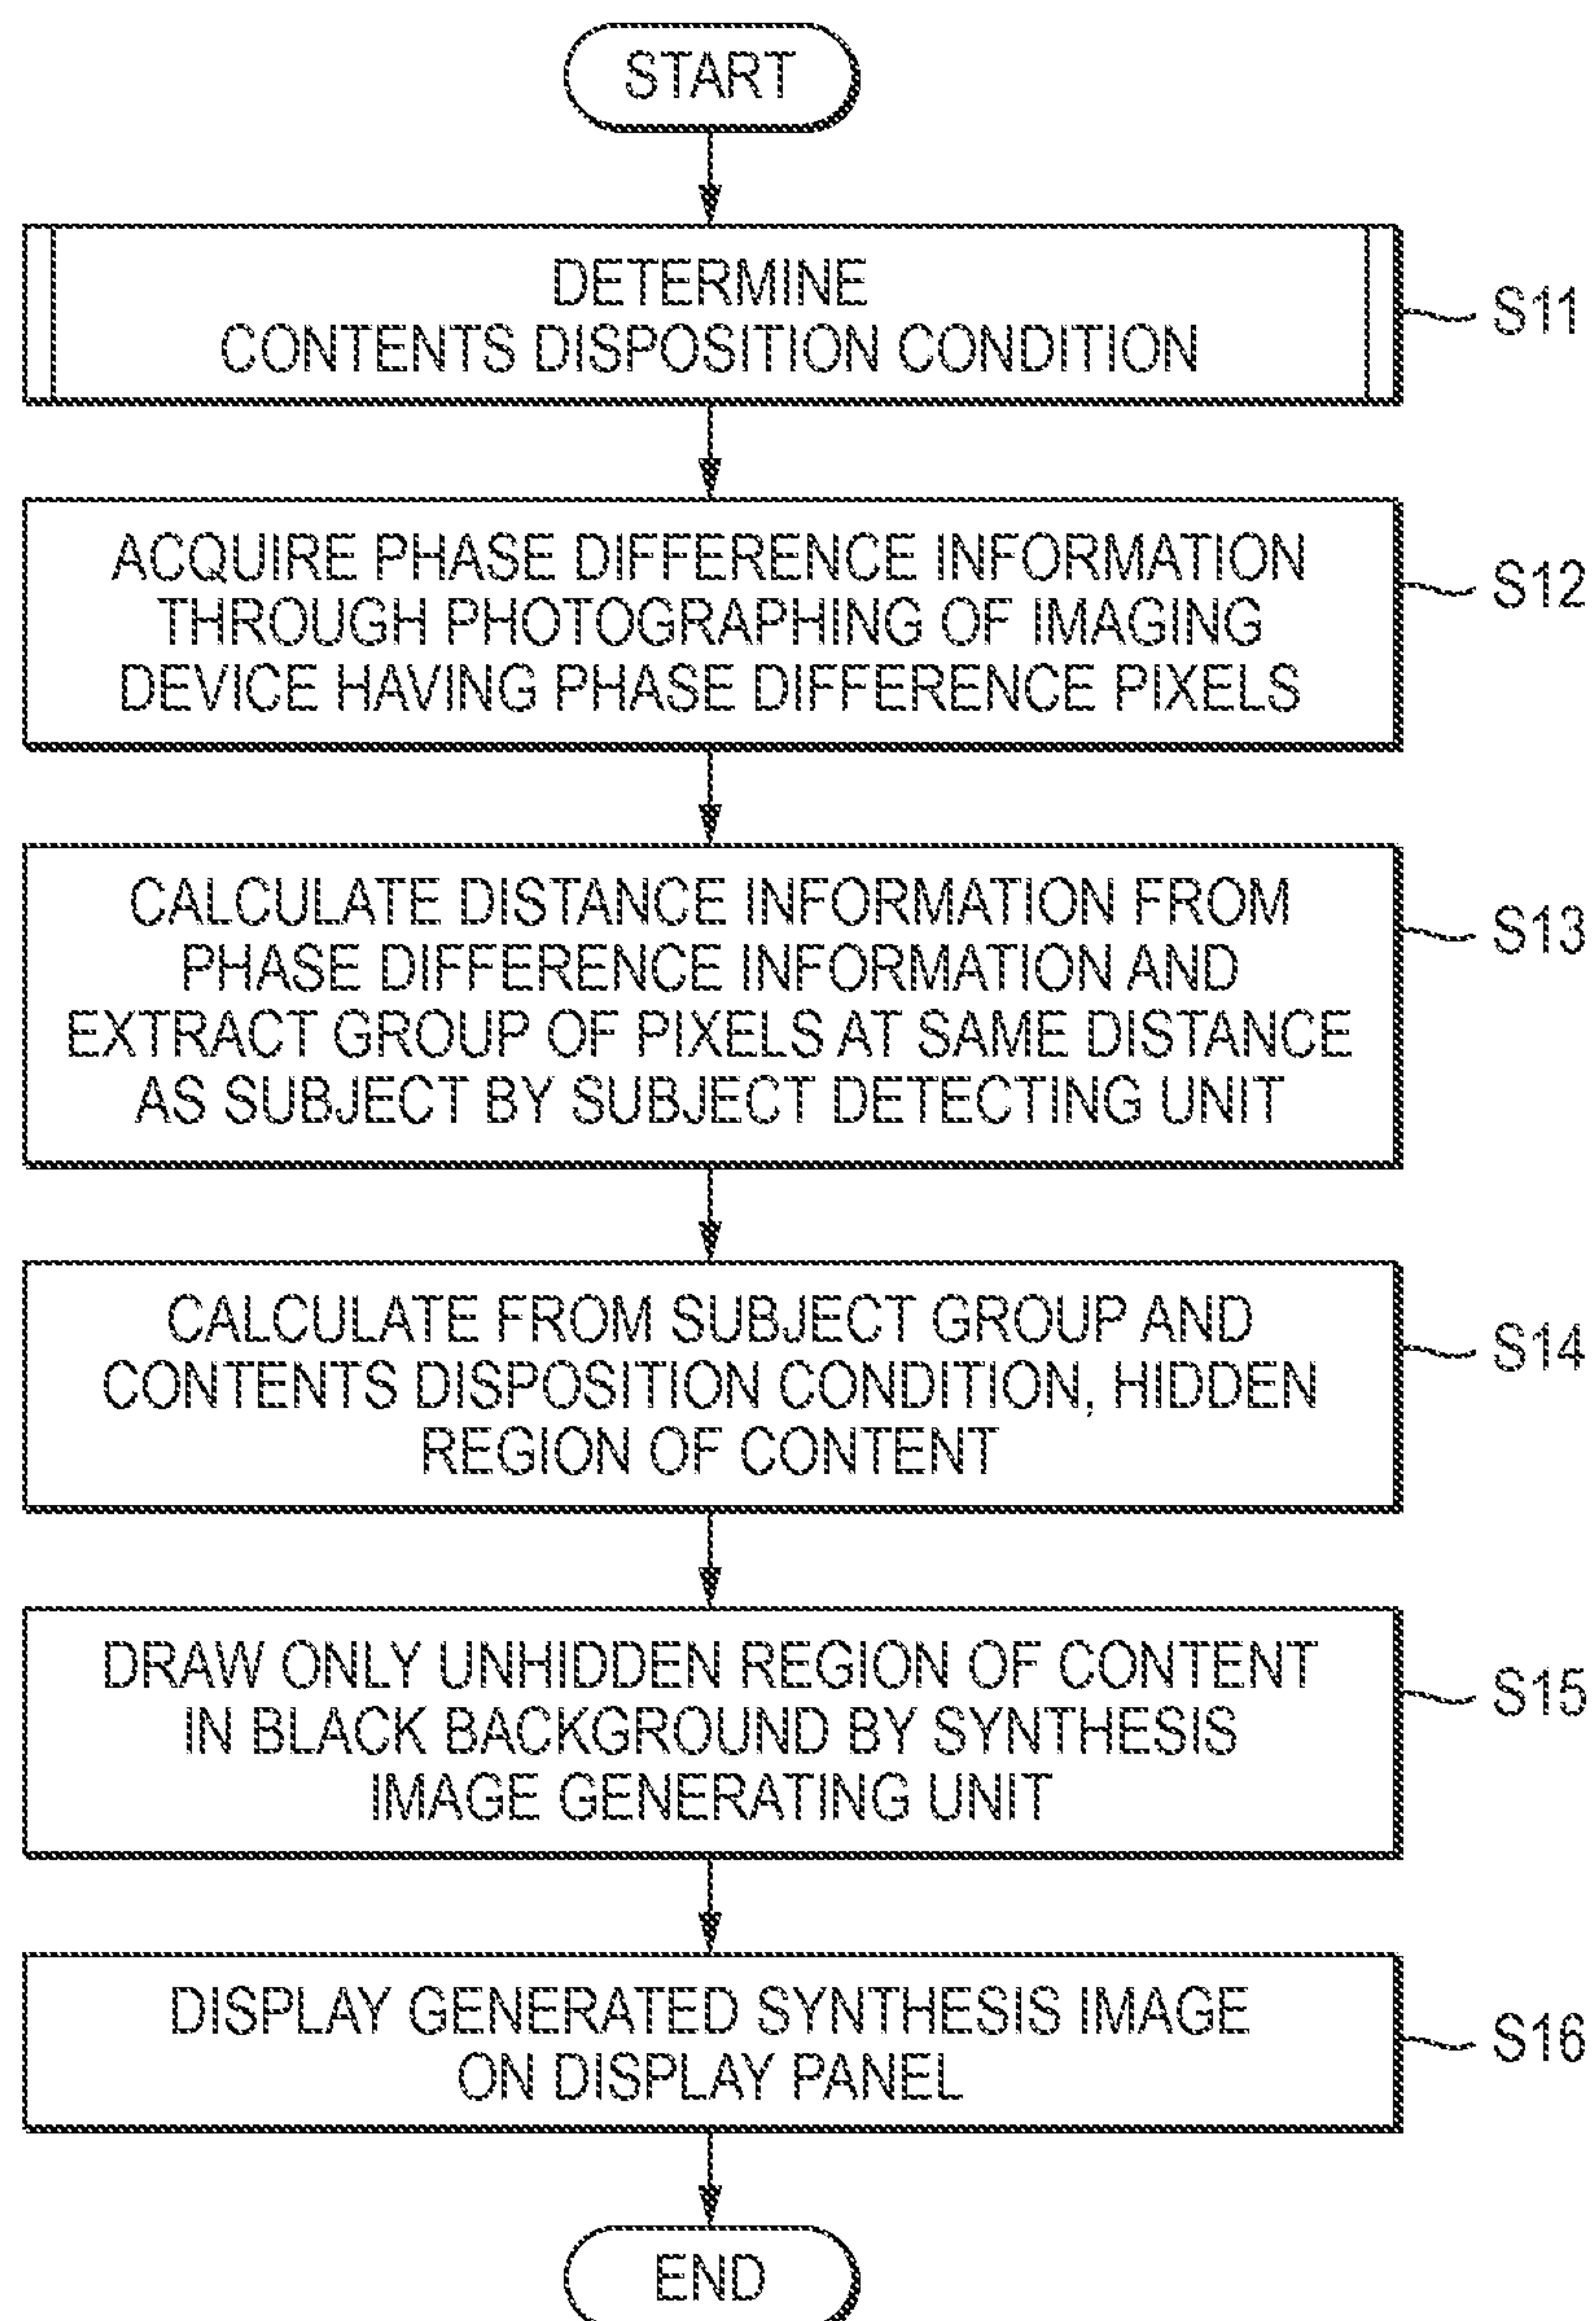 START
DETERMINE
CONTENTS DISPOSITION CONDITION
S11
ACQUIRE PHASE DIFFERENCE INFORMATION
THROUGH PHOTOGRAPHING OF IMAGING
DEVICE HAVING PHASE DIFFERENCE PIXELS
S12
CALCULATE DISTANCE INFORMATION FROM
PHASE DIFFERENCE INFORMATION AND
EXTRACT GROUP OF PIXELS AT SAME DISTANCE
AS SUBJECT BY SUBJECT DETECTING UNIT
S13
CALCULATE FROM SUBJECT GROUP AND
CONTENTS DISPOSITION CONDITION, HIDDEN
REGION OF CONTENT
S14
DRAW ONLY UNHIDDEN REGION OF CONTENT
IN BLACK BACKGROUND BY SYNTHESIS
IMAGE GENERATING UNIT
S15
DISPLAY GENERATED SYNTHESIS IMAGE
ON DISPLAY PANEL
S16
END